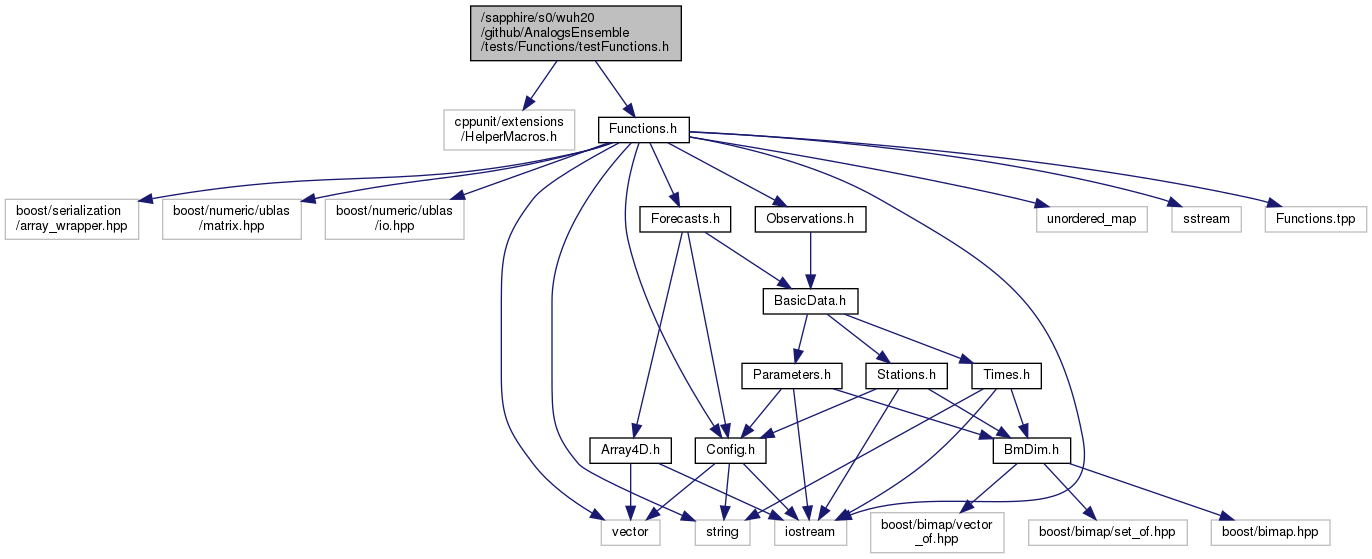 /sapphire/s0/wuh20
/github/AnalogsEnsemble
/tests/Functions/testFunctions.h
cppunit/extensions
/HelperMacros.h
Functions.h
boost/serialization
/array_wrapper.hpp
boost/numeric/ublas
/matrix.hpp
boost/numeric/ublas
/io.hpp
Forecasts.h
Observations.h
unordered_map
sstream
Functions.tpp
BasicData.h
Parameters.h
Stations.h
Times.h
Array4D.h
Config.h
BmDim.h
vector
string
iostream
boost/bimap/vector
_of.hpp
boost/bimap/set_of.hpp
boost/bimap.hpp